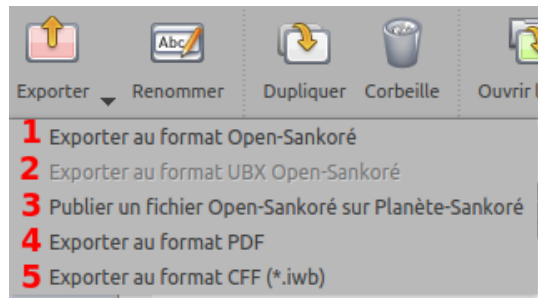 Abc
Exporter Renommer Dupliquer Corbeille Ouvrir
1 Exporter au format Open-Sankoré
2 Exporter au format UBX Open-Sankoré
3 Publier un fichier Open-Sankoré sur Planète-Sankoré
4 Exporter au format PDF
5 Exporter au format CFF (*.iwb)